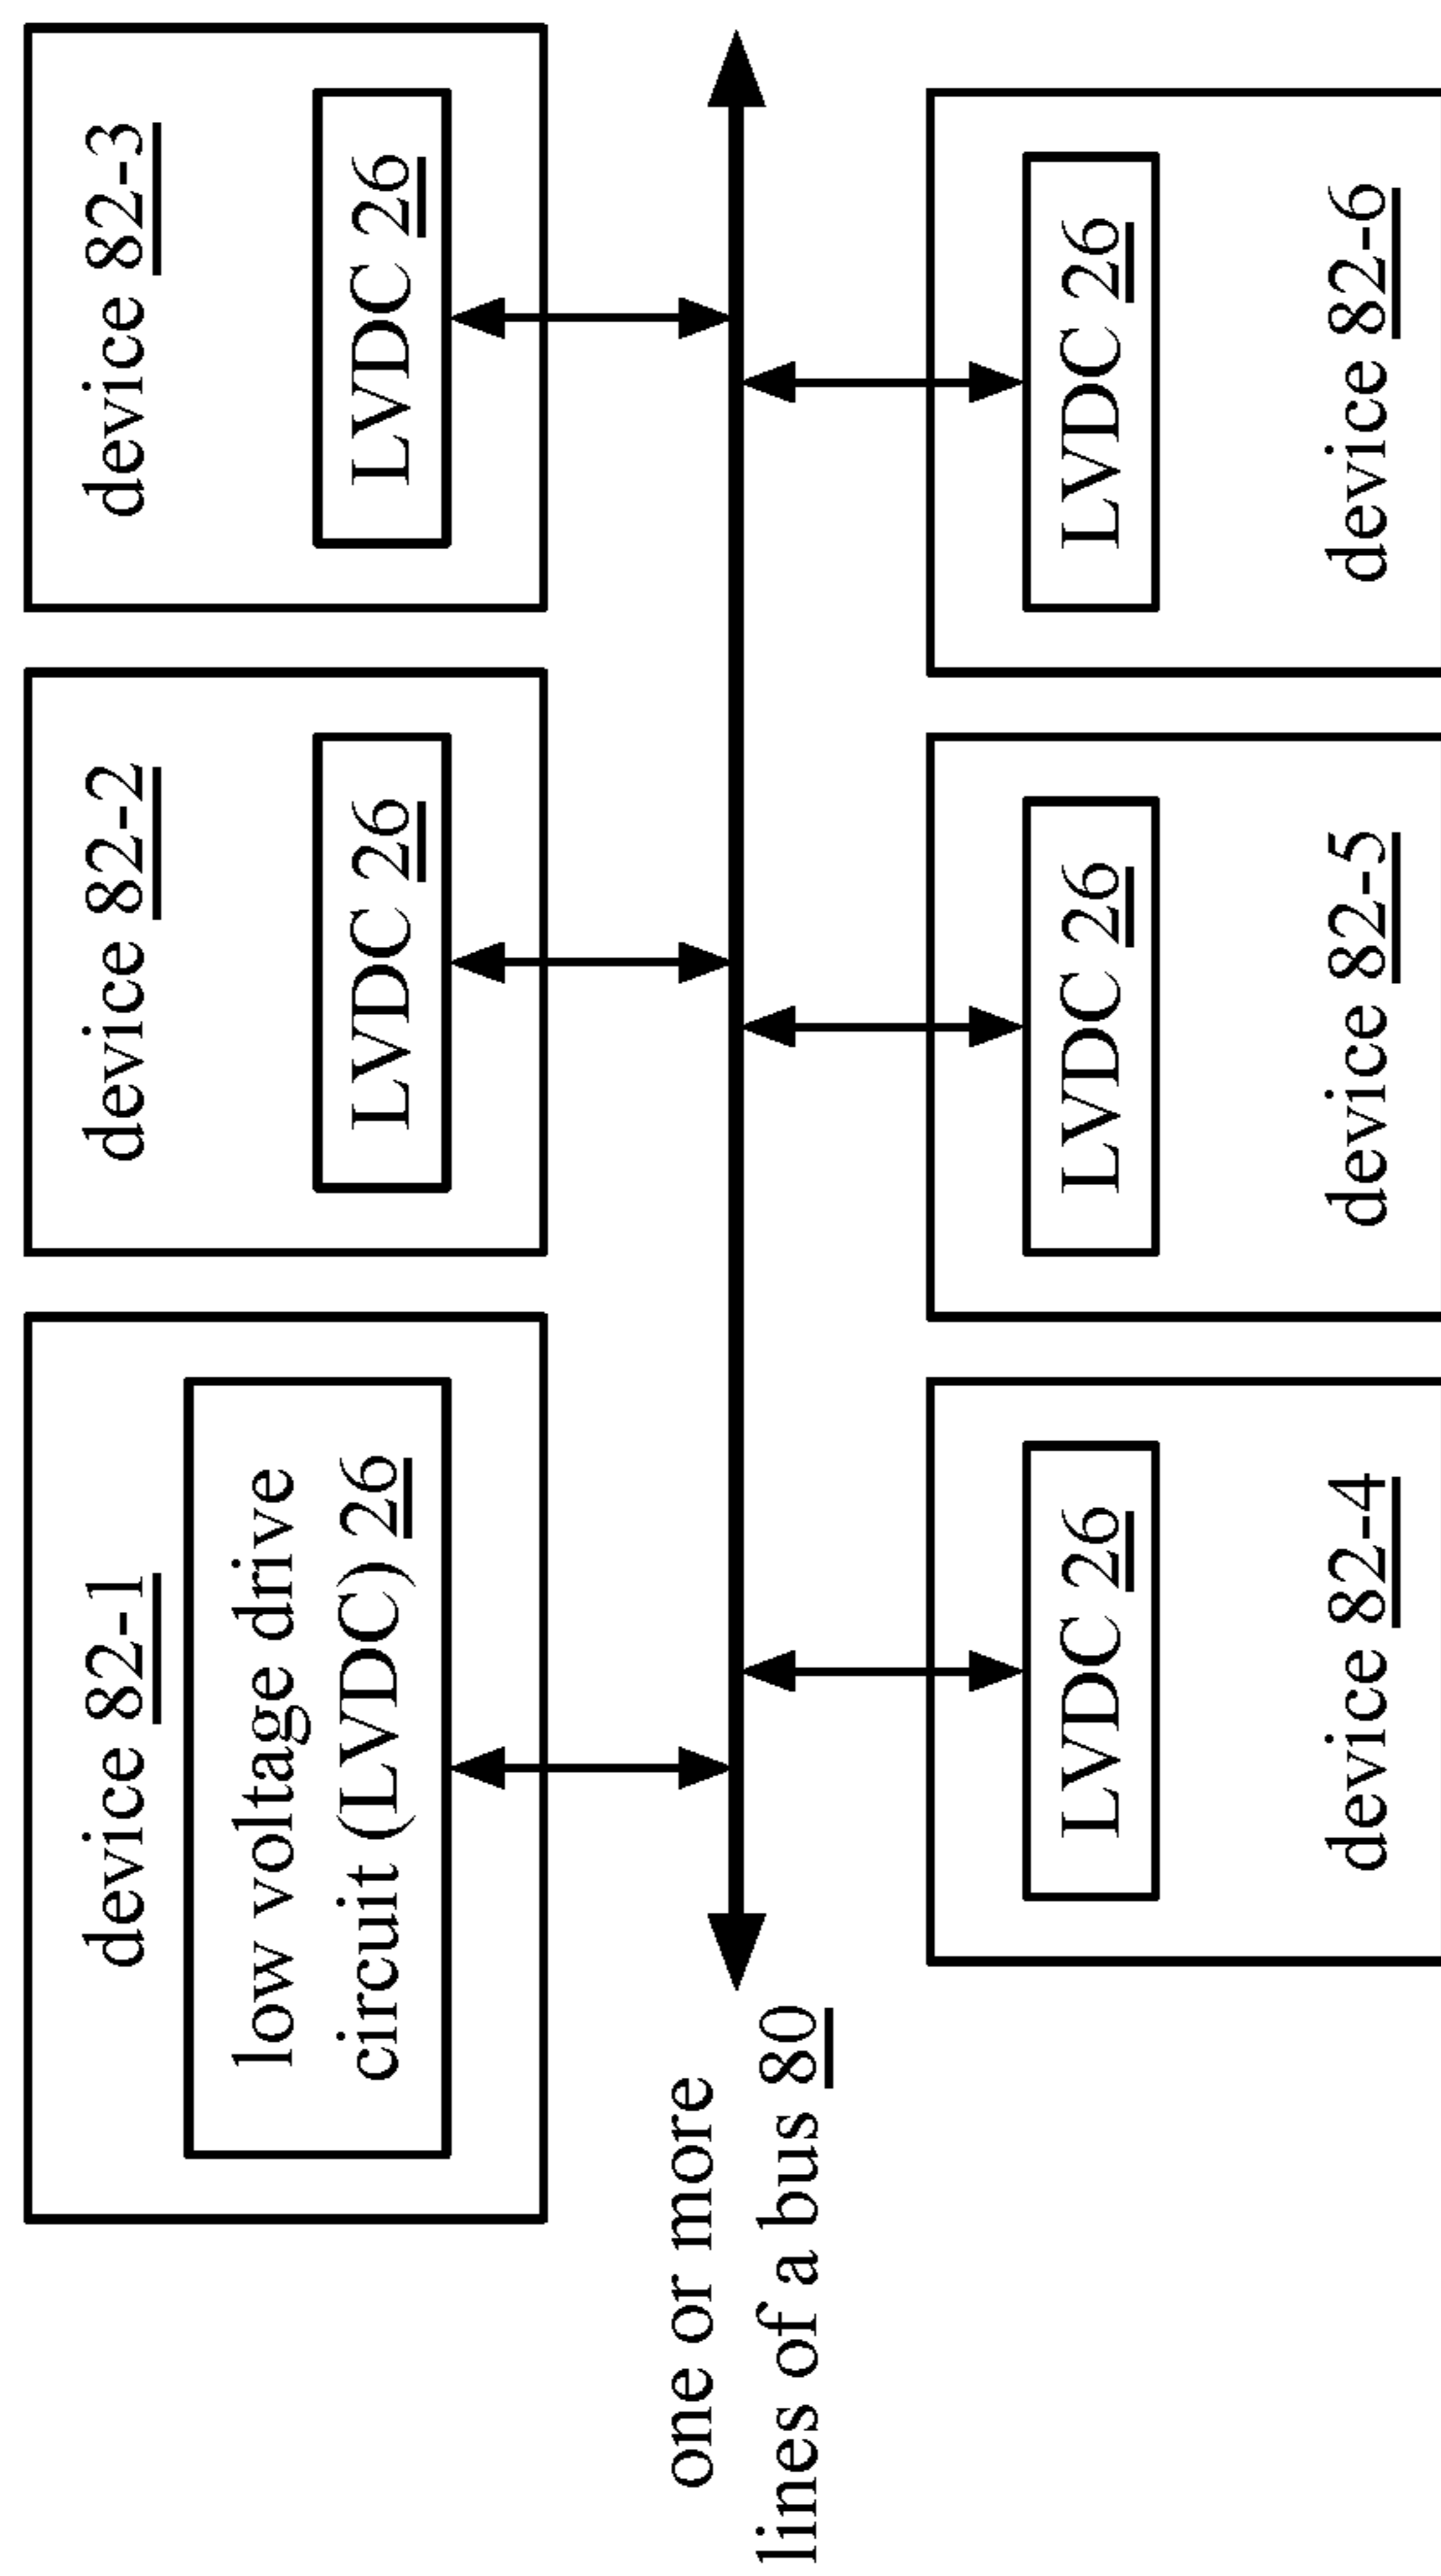 device 82-1
low voltage drive
circuit (LVDC) 26
device 82-2
LVDC 26
device 82-3
LVDC 26
one or more
lines of a bus 80
LVDC 26
device 82-4
LVDC 26
device 82-5
LVDC 26
device 82-6